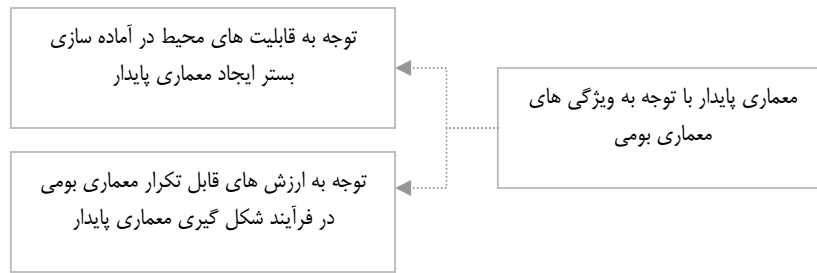 معماری پایدار با توجه به ویژگی های
معماری بومی
توجه به قابلیت های محیط در آماده سازی
بستر ایجاد معماری پایدار
توجه به ارزش های قابل تکرار معماری بومی
در فرآیند شکل گیری معماری پایدار